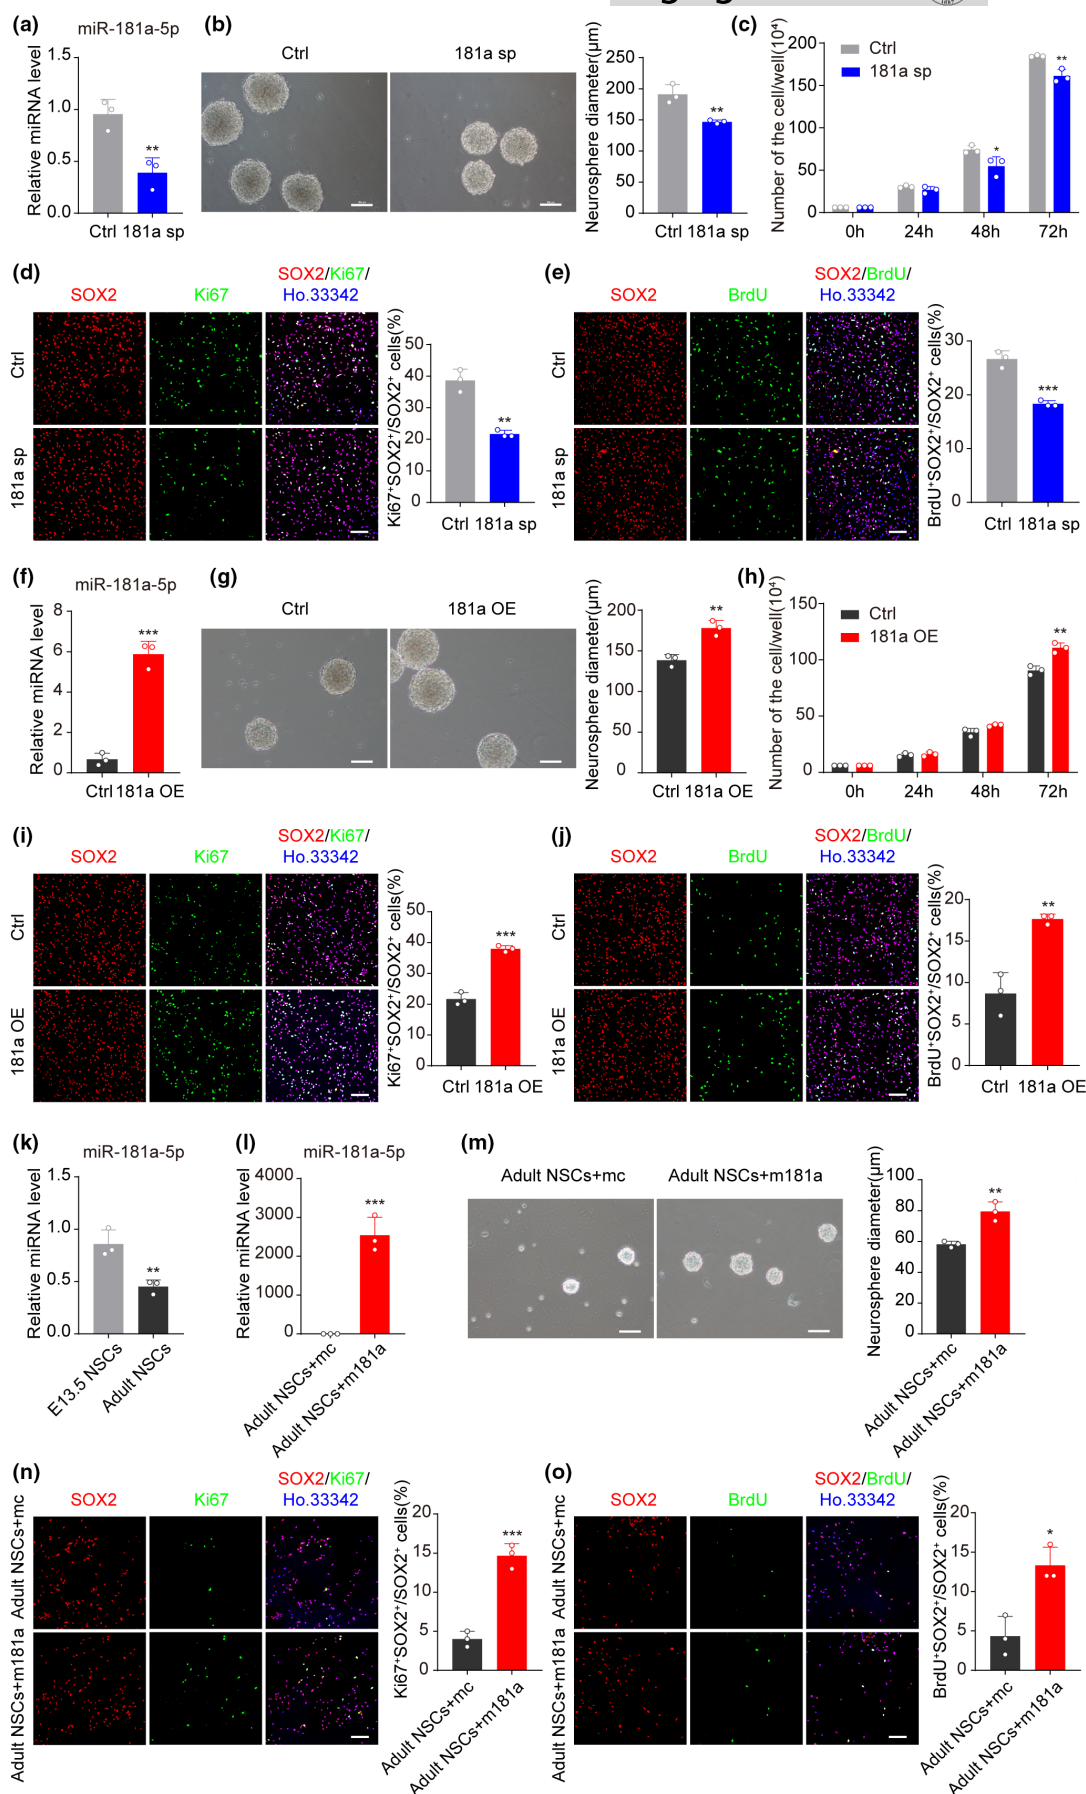 (a)
miR-181a-5p
Relative miRNA level
1.5
1.0
0.5
0.0
**
Ctrl 181a sp
(b)
Ctrl
181a sp
Neurosphere diameter(μm)
250
200
150
100
50
0
**
Ctrl 181a sp
(c)
Number of the cell/well(10⁴)
200
150
100
50
0
Ctrl
181a sp
*
**
0h
24h
48h
72h
(d)
SOX2
Ki67
SOX2/Ki67/
Ho.33342
Ctrl
181a sp
Ki67⁺SOX2⁺/SOX2⁺ cells(%)
50
40
30
20
10
0
**
Ctrl 181a sp
(e)
SOX2
BrdU
SOX2/BrdU/
Ho.33342
Ctrl
181a sp
BrdU⁺SOX2⁺/SOX2⁺ cells(%)
30
20
10
0
***
Ctrl 181a sp
(f)
miR-181a-5p
Relative miRNA level
8
6
4
2
0
***
Ctrl 181a OE
(g)
Ctrl
181a OE
Neurosphere diameter(μm)
200
150
100
50
0
**
Ctrl 181a OE
(h)
Number of the cell/well(10⁴)
150
100
50
0
Ctrl
181a OE
**
0h
24h
48h
72h
(i)
SOX2
Ki67
SOX2/Ki67/
Ho.33342
Ctrl
181a OE
Ki67⁺SOX2⁺/SOX2⁺ cells(%)
50
40
30
20
10
0
***
Ctrl 181a OE
(j)
SOX2
BrdU
SOX2/BrdU/
Ho.33342
Ctrl
181a OE
BrdU⁺SOX2⁺/SOX2⁺ cells(%)
20
15
10
5
0
**
Ctrl 181a OE
(k)
miR-181a-5p
Relative miRNA level
1.5
1.0
0.5
0.0
**
E13.5 NSCs
Adult NSCs
(l)
miR-181a-5p
Relative miRNA level
4000
3000
2000
1000
0
***
Adult NSCs+mc
Adult NSCs+m181a
(m)
Adult NSCs+mc
Adult NSCs+m181a
Neurosphere diameter(μm)
100
80
60
40
20
0
**
Adult NSCs+mc
Adult NSCs+m181a
(n)
SOX2
Ki67
SOX2/Ki67/
Ho.33342
Adult NSCs+mc
Adult NSCs+m181a
Ki67⁺SOX2⁺/SOX2⁺ cells(%)
20
15
10
5
0
***
Adult NSCs+mc
Adult NSCs+m181a
(o)
SOX2
BrdU
SOX2/BrdU/
Ho.33342
Adult NSCs+mc
Adult NSCs+m181a
BrdU⁺SOX2⁺/SOX2⁺ cells(%)
20
15
10
5
0
*
Adult NSCs+mc
Adult NSCs+m181a